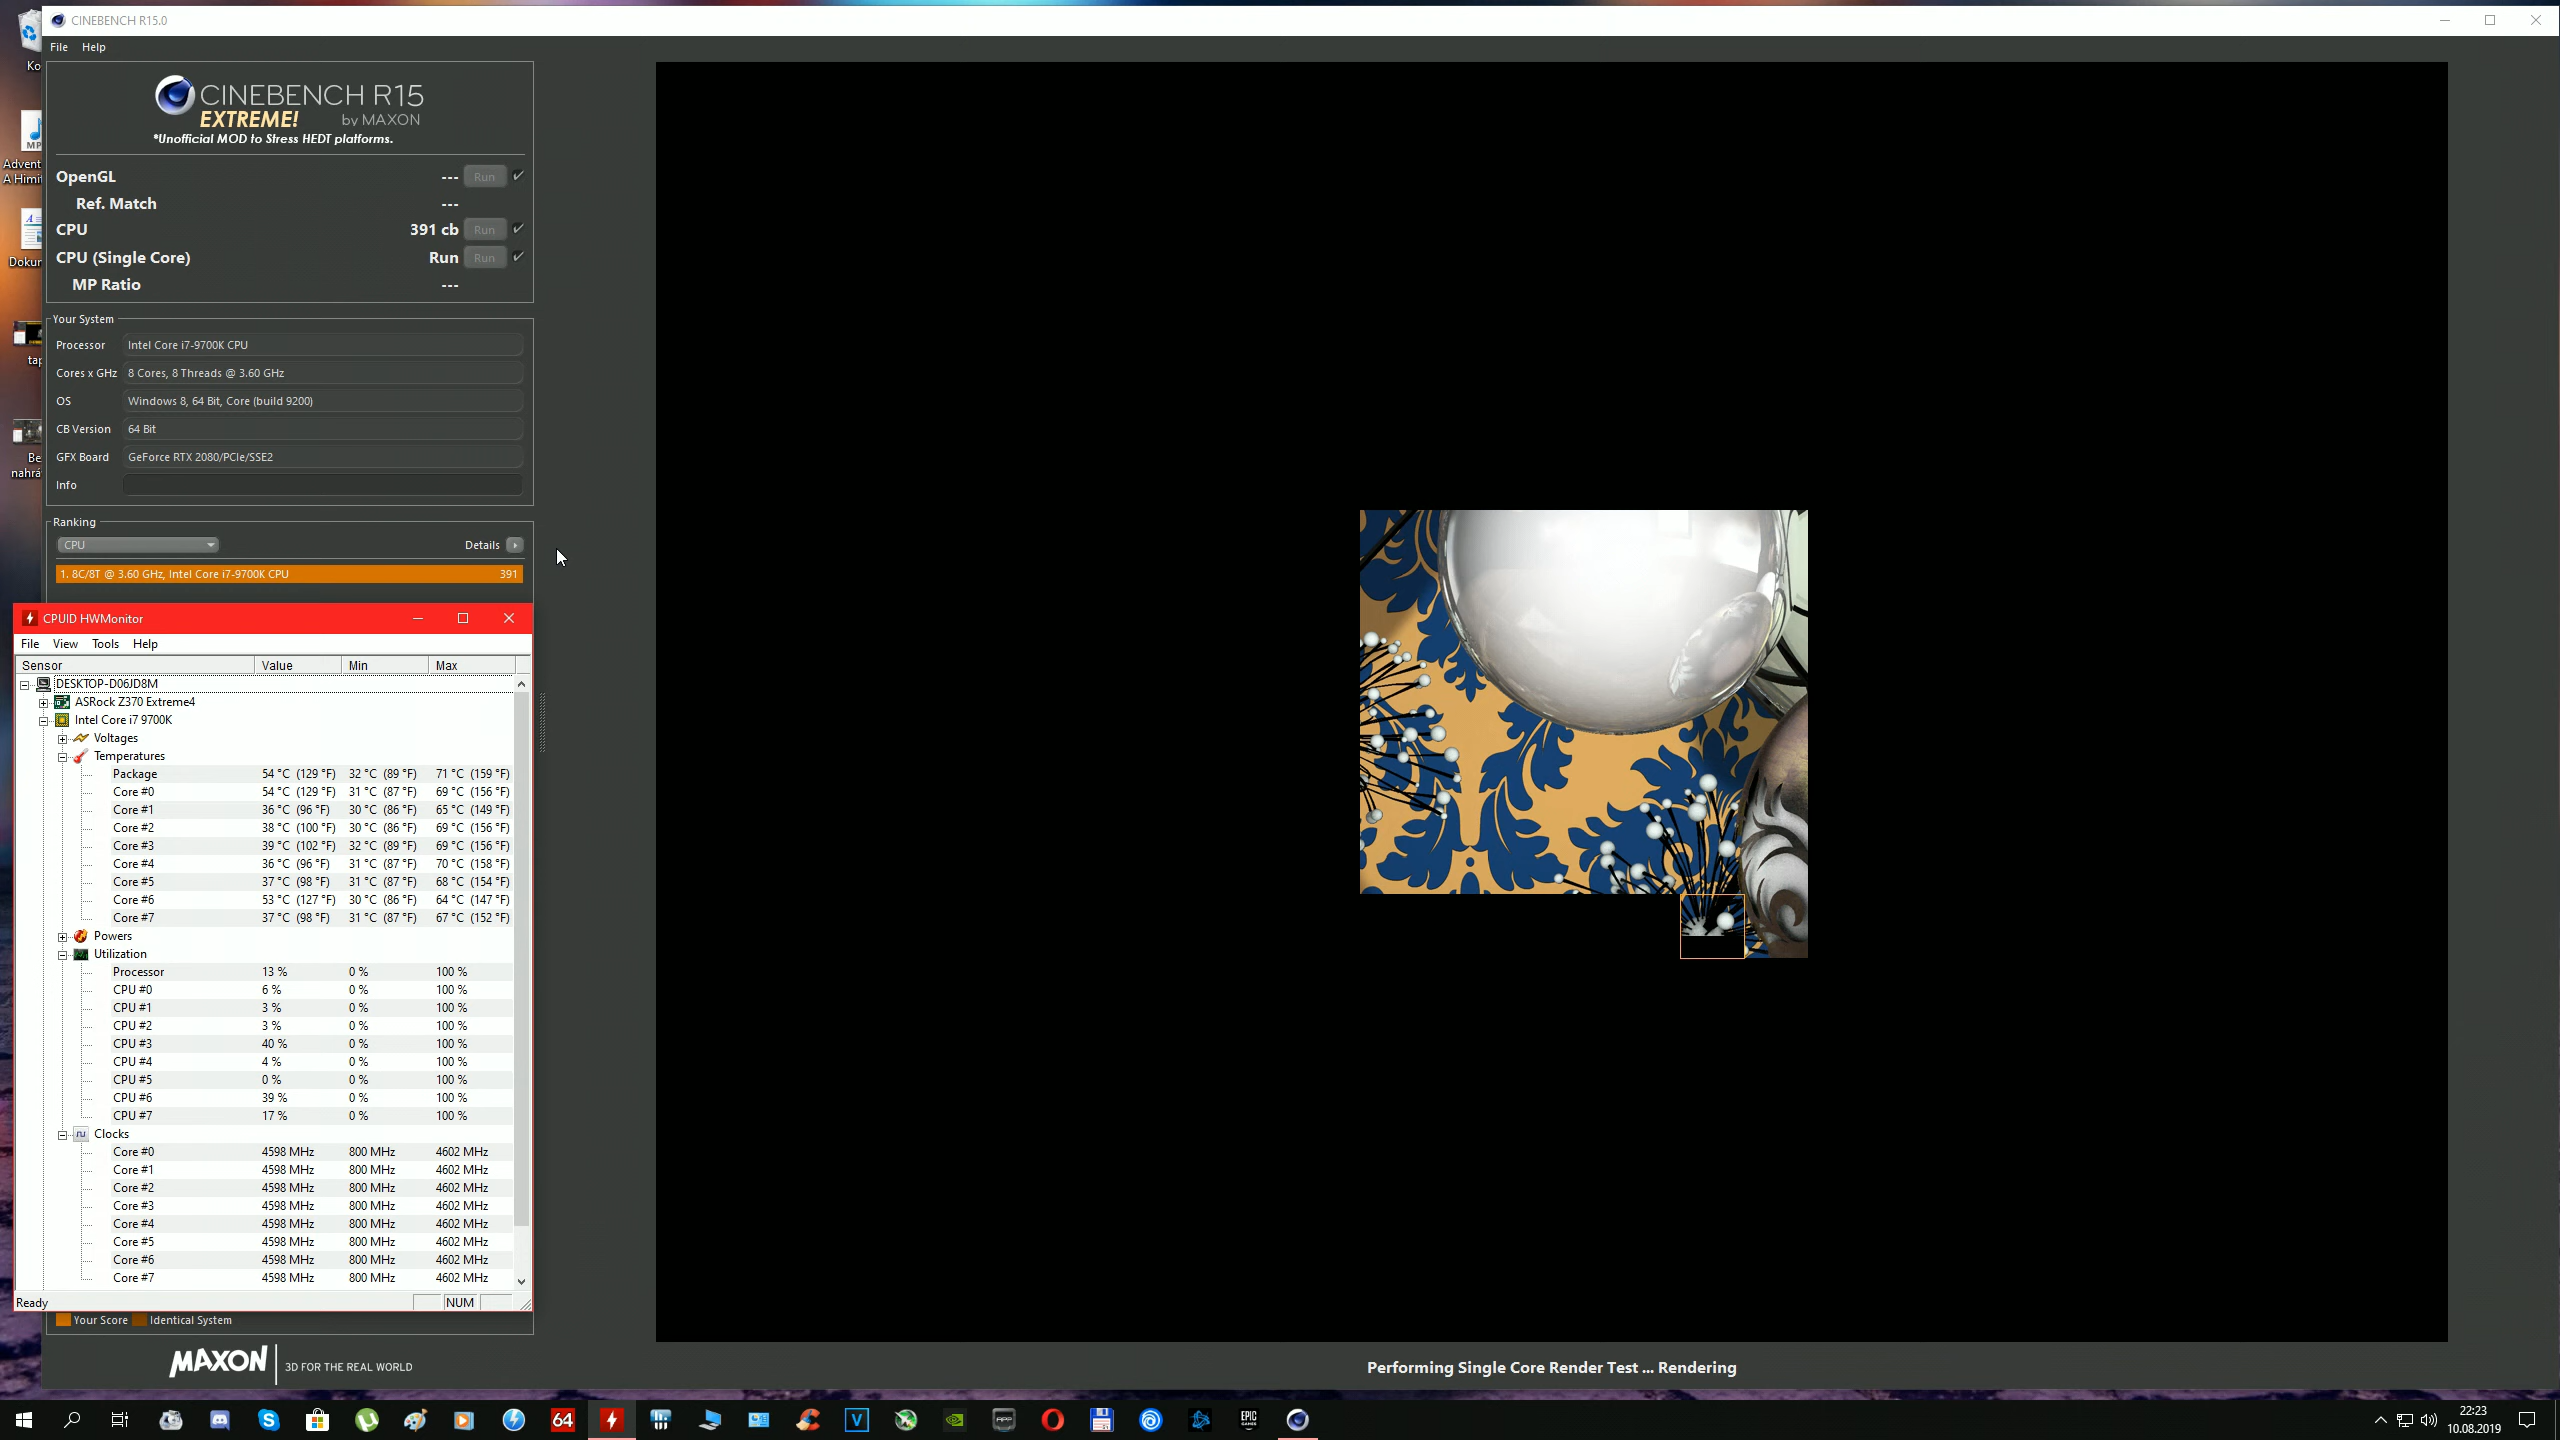 CINEBENCH R15.0
File Help
CINEBENCH R15
EXTREME! by MAXON
*Unofficial MOD to Stress HEDT platforms.
OpenGL --- Run
Ref. Match ---
CPU 391 cb Run
CPU (Single Core) Run Run
MP Ratio ---
Your System
Processor Intel Core i7-9700K CPU
Cores x GHz 8 Cores, 8 Threads @ 3.60 GHz
OS Windows 8, 64 Bit, Core (build 9200)
CB Version 64 Bit
GFX Board GeForce RTX 2080/PCIe/SSE2
Info
Ranking
CPU Details
1. 8C/8T @ 3.60 GHz, Intel Core i7-9700K CPU 391
Ko
MP
Advent
A Himit
Dokun
tap
Be
nahrá
CPUID HWMonitor
File View Tools Help
Sensor Value Min Max
DESKTOP-D06JD8M
ASRock Z370 Extreme4
Intel Core i7 9700K
Voltages
Temperatures
Package 54 °C (129 °F) 32 °C (89 °F) 71 °C (159 °F)
Core #0 54 °C (129 °F) 31 °C (87 °F) 69 °C (156 °F)
Core #1 36 °C (96 °F) 30 °C (86 °F) 65 °C (149 °F)
Core #2 38 °C (100 °F) 30 °C (86 °F) 69 °C (156 °F)
Core #3 39 °C (102 °F) 32 °C (89 °F) 69 °C (156 °F)
Core #4 36 °C (96 °F) 31 °C (87 °F) 70 °C (158 °F)
Core #5 37 °C (98 °F) 31 °C (87 °F) 68 °C (154 °F)
Core #6 53 °C (127 °F) 30 °C (86 °F) 64 °C (147 °F)
Core #7 37 °C (98 °F) 31 °C (87 °F) 67 °C (152 °F)
Powers
Utilization
Processor 13 % 0 % 100 %
CPU #0 6 % 0 % 100 %
CPU #1 3 % 0 % 100 %
CPU #2 3 % 0 % 100 %
CPU #3 40 % 0 % 100 %
CPU #4 4 % 0 % 100 %
CPU #5 0 % 0 % 100 %
CPU #6 39 % 0 % 100 %
CPU #7 17 % 0 % 100 %
Clocks
Core #0 4598 MHz 800 MHz 4602 MHz
Core #1 4598 MHz 800 MHz 4602 MHz
Core #2 4598 MHz 800 MHz 4602 MHz
Core #3 4598 MHz 800 MHz 4602 MHz
Core #4 4598 MHz 800 MHz 4602 MHz
Core #5 4598 MHz 800 MHz 4602 MHz
Core #6 4598 MHz 800 MHz 4602 MHz
Core #7 4598 MHz 800 MHz 4602 MHz
Ready NUM
Your Score Identical System
MAXON 3D FOR THE REAL WORLD
Performing Single Core Render Test ... Rendering
64
V
EPIC
GAMES
22:23
10.08.2019